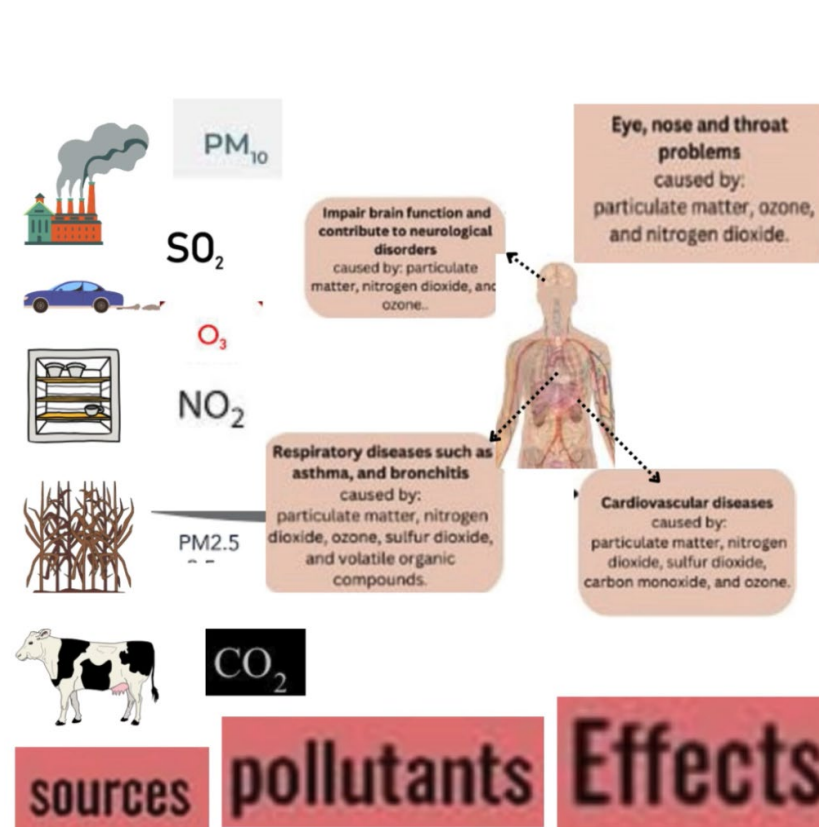 PM10
SO2
O3
NO2
PM2.5
CO2
Impair brain function and
contribute to neurological
disorders
caused by: particulate
matter, nitrogen dioxide, and
ozone..
Eye, nose and throat
problems
caused by:
particulate matter, ozone,
and nitrogen dioxide.
Respiratory diseases such as
asthma, and bronchitis
caused by:
particulate matter, nitrogen
dioxide, ozone, sulfur dioxide,
and volatile organic
compounds.
Cardiovascular diseases
caused by:
particulate matter, nitrogen
dioxide, sulfur dioxide,
carbon monoxide, and ozone.
sources
pollutants
Effects